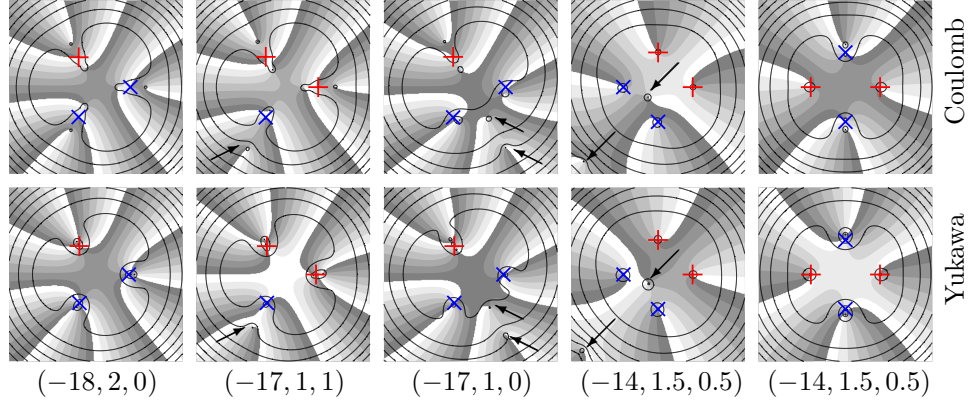 Coulomb
Yukawa
(−18, 2, 0) (−17, 1, 1) (−17, 1, 0) (−14, 1.5, 0.5) (−14, 1.5, 0.5)